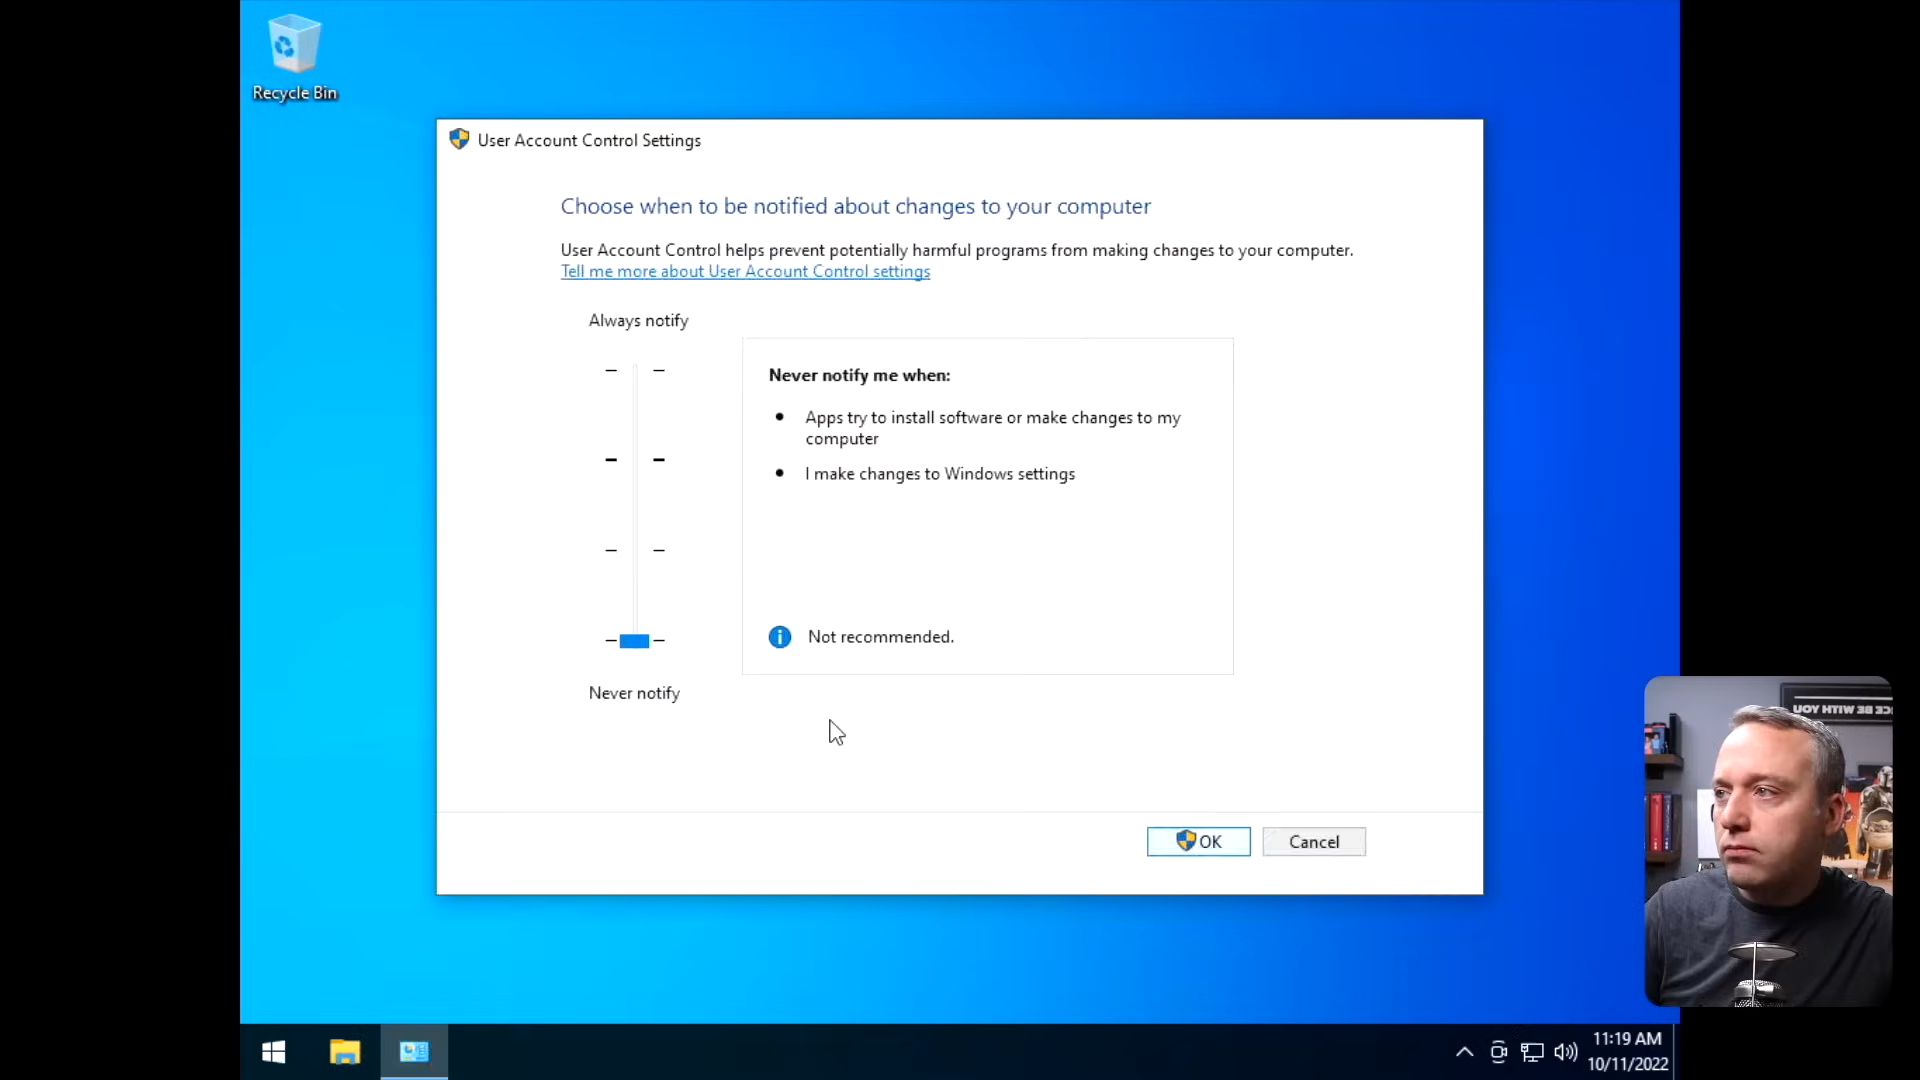 Recycle Bin
User Account Control Settings
Choose when to be notified about changes to your computer
User Account Control helps prevent potentially harmful programs from making changes to your computer.
Tell me more about User Account Control settings
Always notify
Never notify me when:
Apps try to install software or make changes to my
computer
I make changes to Windows settings
Not recommended.
Never notify
OK
Cancel
WITH YOU
11:19 AM
10/11/2022